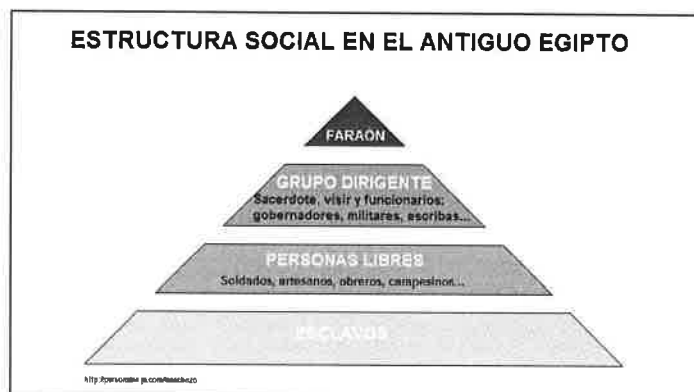 ESTRUCTURA SOCIAL EN EL ANTIGUO EGIPTO
FARAÓN
GRUPO DIRIGENTE
Sacerdote, visir y funcionarios:
gobernadores, militares, escribas...
PERSONAS LIBRES
Soldados, artesanos, obreros, campesinos...
ESCLAVOS